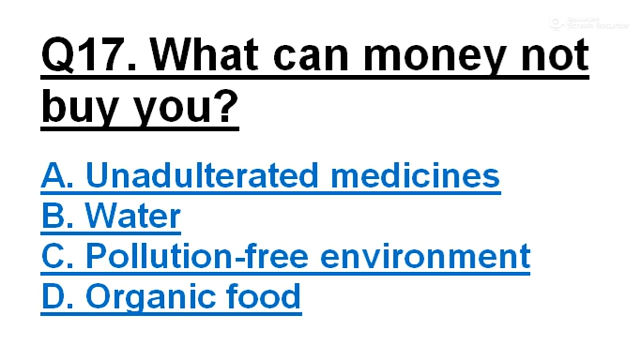 Q17. What can money not
buy you?
A. Unadulterated medicines
B. Water
C. Pollution-free environment
D. Organic food